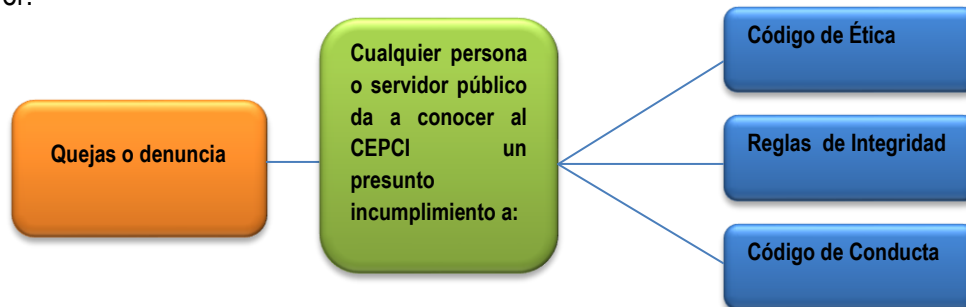 or.
Quejas o denuncia
Cualquier persona
o servidor público
da a conocer al
CEPCI un
presunto
incumplimiento a:
Código de Ética
Reglas de Integridad
Código de Conducta